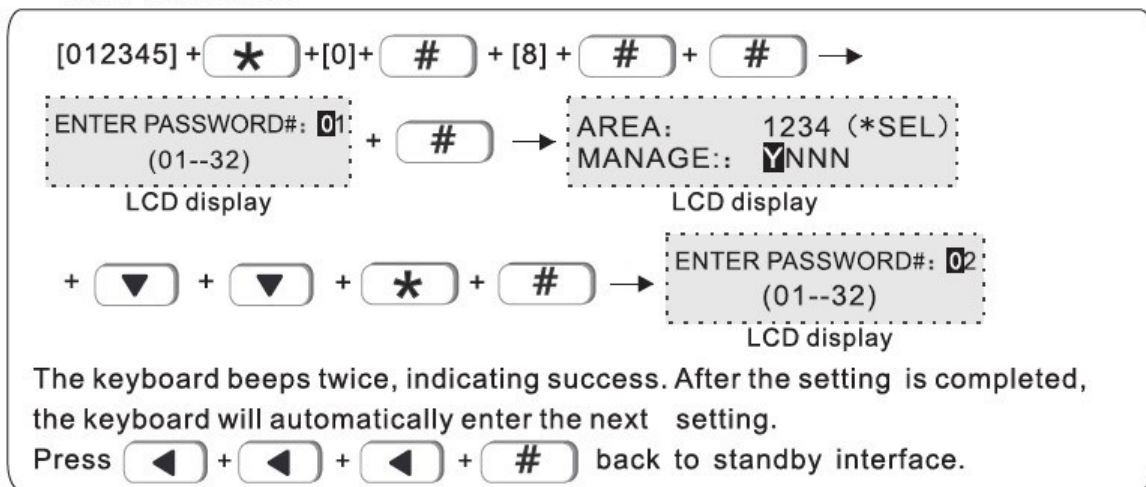 [012345] + * +[0]+ # + [8] + # + # →
ENTER PASSWORD#: 01
(01--32)
LCD display
+ # →
AREA: 1234 (*SEL)
MANAGE:: YNNN
LCD display
+ ▼ + ▼ + * + # →
ENTER PASSWORD#: 02
(01--32)
LCD display
The keyboard beeps twice, indicating success. After the setting is completed,
the keyboard will automatically enter the next setting.
Press ◀ + ◀ + ◀ + # back to standby interface.